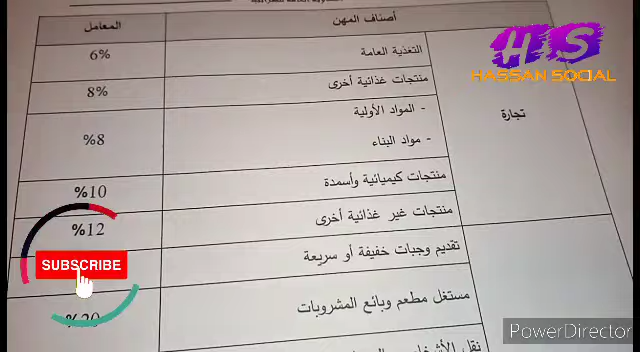 أصناف المهن
المعامل
تجارة
التغذية العامة
6%
منتجات غذائية أخرى
8%
- المواد الأولية
- مواد البناء
%8
منتجات كيميائية وأسمدة
%10
منتجات غير غذائية أخرى
%12
تقديم وجبات خفيفة أو سريعة
مستغل مطعم وبائع المشروبات
HS
HASSAN SOCIAL
SUBSCRIBE
PowerDirector